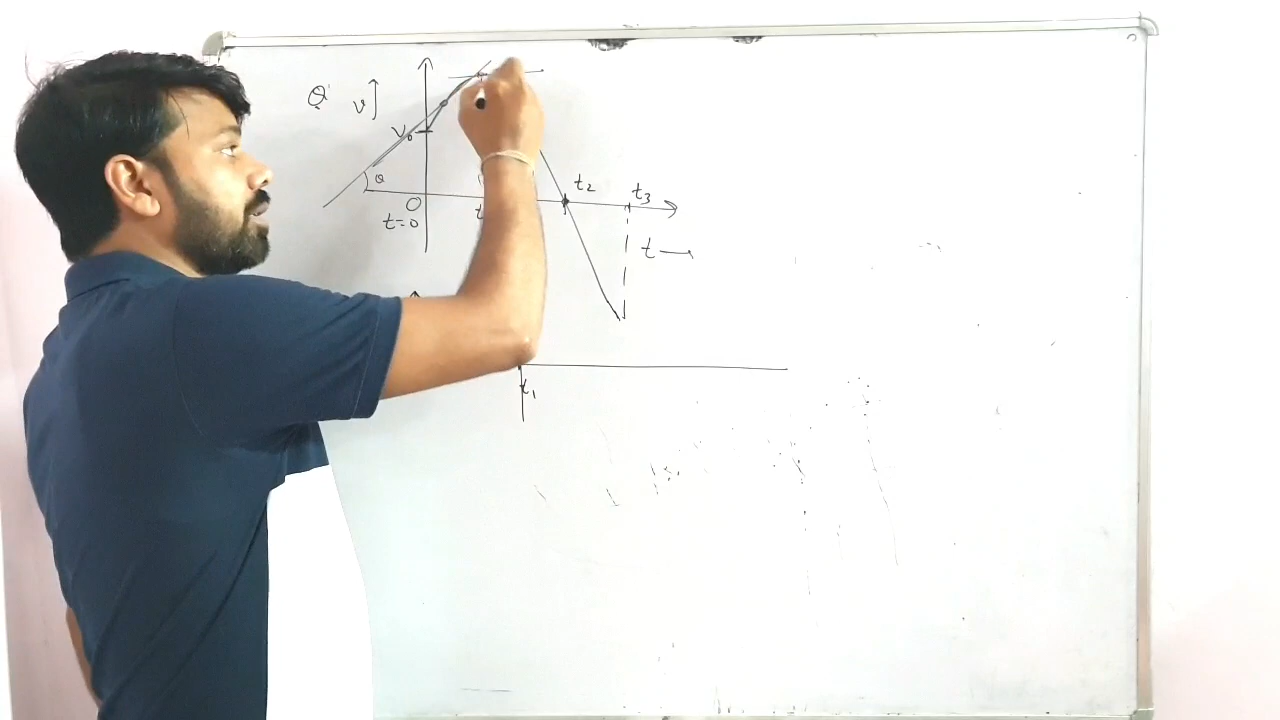 Q v
v₀
θ
O
t=0
t
t₂
t₃
t
t₁